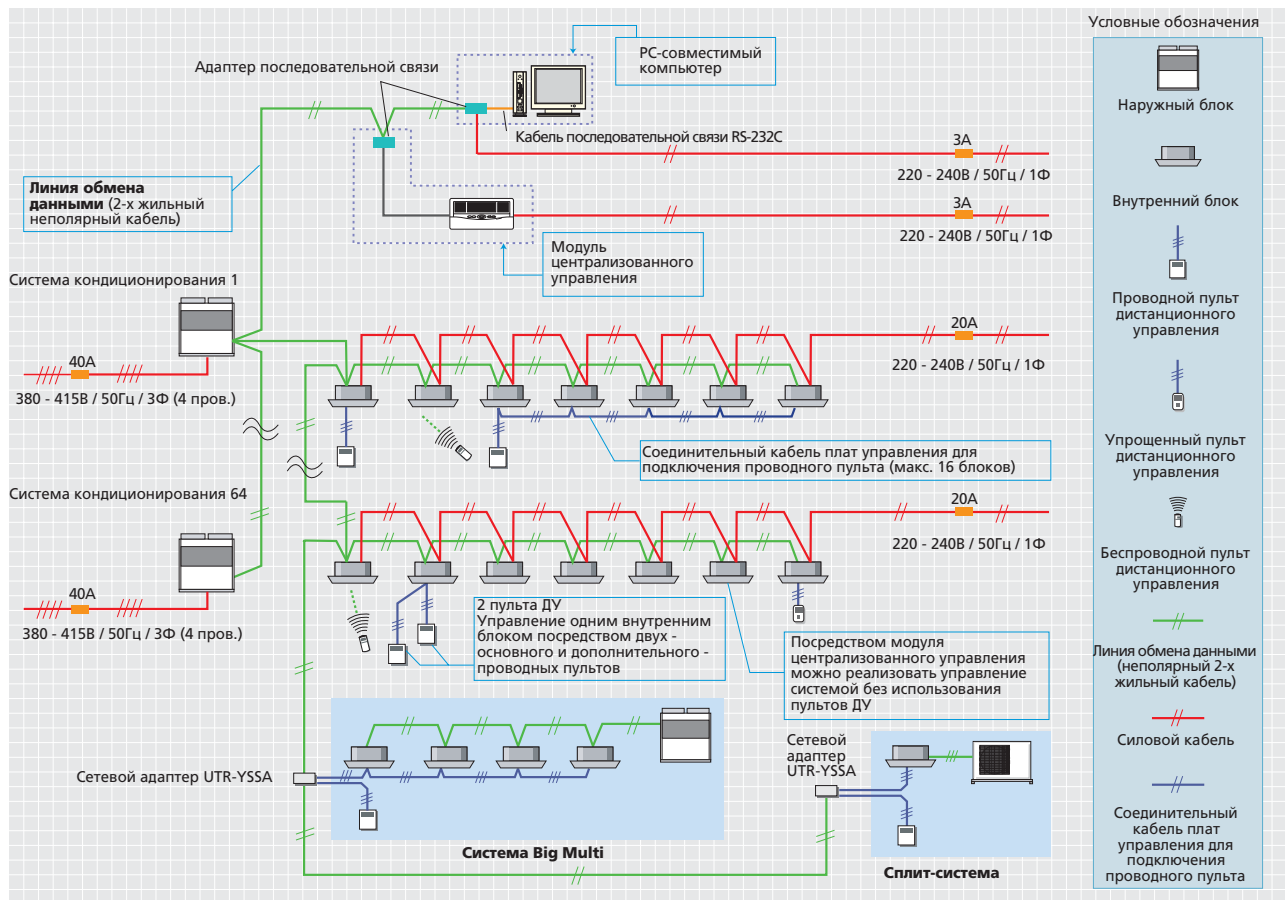 Условные обозначения
PC-совместимый
компьютер
Адаптер последовательной связи
Кабель последовательной связи RS-232C
3А
220 - 240В / 50Гц / 1Ф
Линия обмена
данными (2-х жильный
неполярный кабель)
3А
220 - 240В / 50Гц / 1Ф
Модуль
централизованного
управления
Система кондиционирования 1
40А
380 - 415В / 50Гц / 3Ф (4 пров.)
20А
220 - 240В / 50Гц / 1Ф
Соединительный кабель плат управления для
подключения проводного пульта (макс. 16 блоков)
Система кондиционирования 64
40А
380 - 415В / 50Гц / 3Ф (4 пров.)
20А
220 - 240В / 50Гц / 1Ф
2 пульта ДУ
Управление одним внутренним
блоком посредством двух -
основного и дополнительного -
проводных пультов
Посредством модуля
централизованного управления
можно реализовать управление
системой без использования
пультов ДУ
Сетевой адаптер UTR-YSSA
Система Big Multi
Сетевой
адаптер
UTR-YSSA
Сплит-система
Наружный блок
Внутренний блок
Проводной пульт
дистанционного
управления
Упрощенный пульт
дистанционного
управления
Беспроводной пульт
дистанционного
управления
Линия обмена данными
(неполярный 2-х
жильный кабель)
Силовой кабель
Соединительный
кабель плат
управления для
подключения
проводного пульта